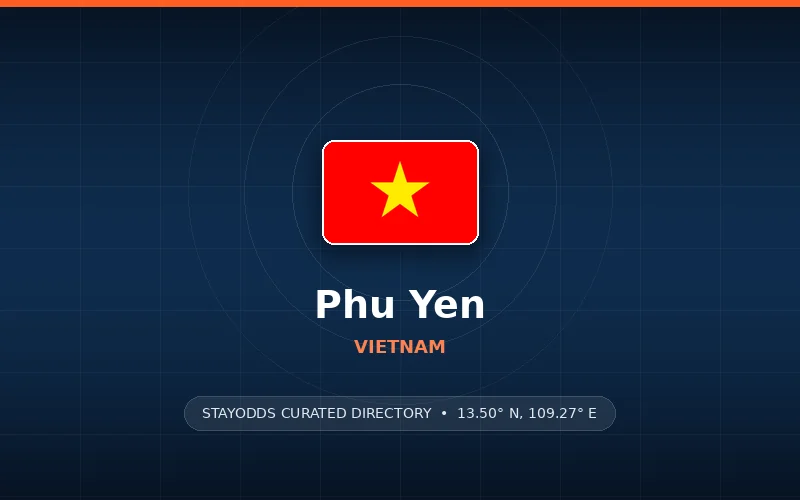 Phu Yen
VIETNAM
STAYODDS CURATED DIRECTORY • 13.50° N, 109.27° E